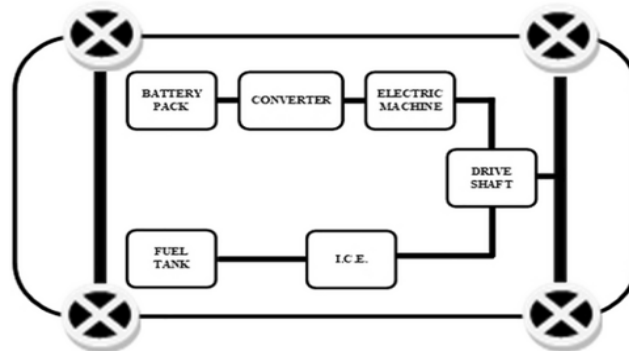 BATTERY
PACK
CONVERTER
ELECTRIC
MACHINE
DRIVE
SHAFT
FUEL
TANK
I.C.E.